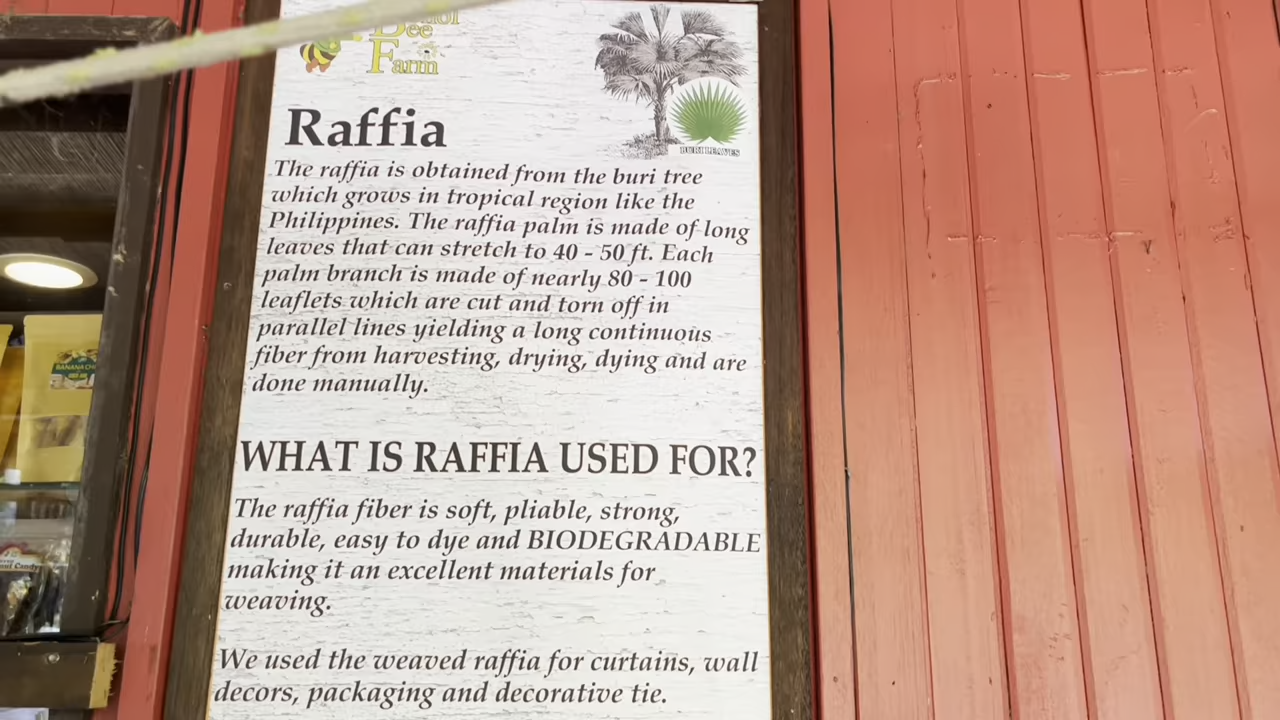 Bee
Farm
Raffia
BURI LEAVES
The raffia is obtained from the buri tree
which grows in tropical region like the
Philippines. The raffia palm is made of long
leaves that can stretch to 40 - 50 ft. Each
palm branch is made of nearly 80 - 100
leaflets which are cut and torn off in
parallel lines yielding a long continuous
fiber from harvesting, drying, dying and are
done manually.
WHAT IS RAFFIA USED FOR?
The raffia fiber is soft, pliable, strong,
durable, easy to dye and BIODEGRADABLE
making it an excellent materials for
weaving.
We used the weaved raffia for curtains, wall
decors, packaging and decorative tie.
BANANA
Candy